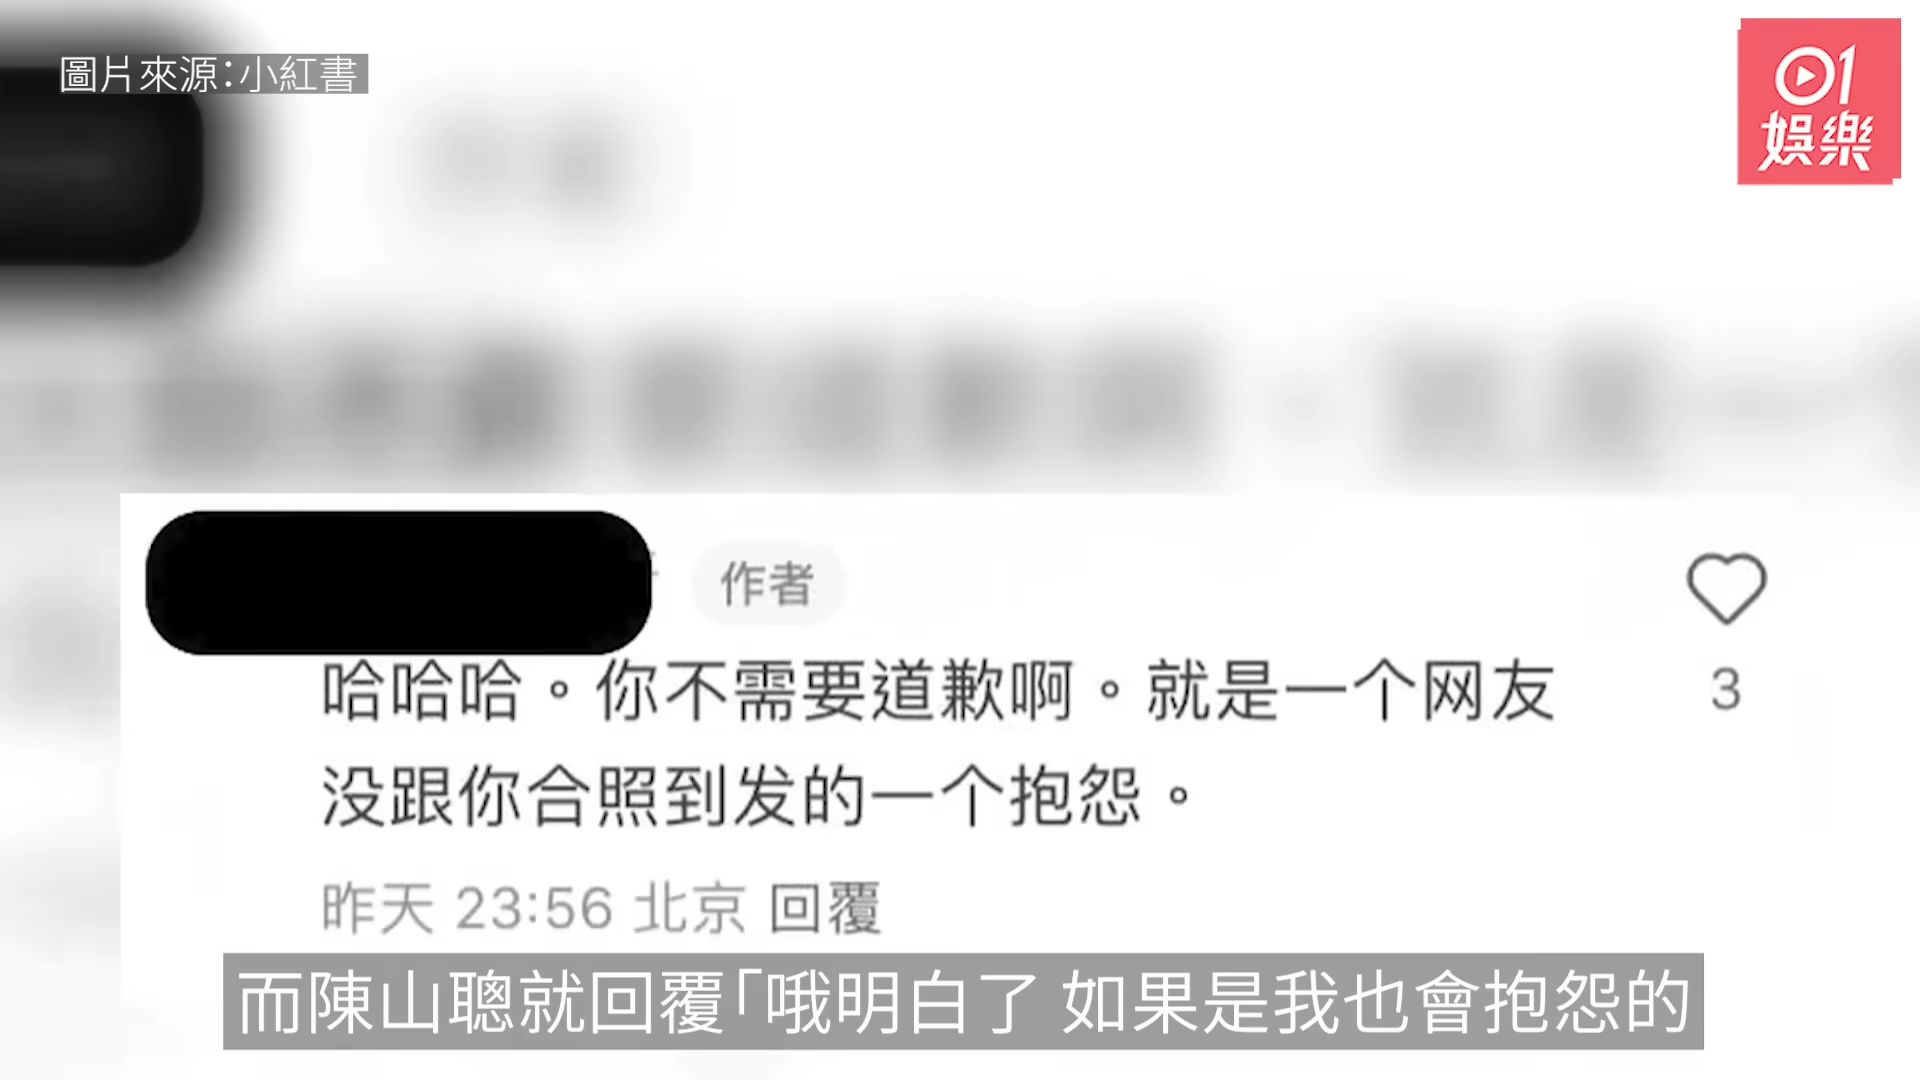 圖片來源：小紅書
01
娛樂
作者
哈哈哈。你不需要道歉啊。就是一个网友
3
没跟你合照到发的一个抱怨。
昨天 23:56 北京 回覆
而陳山聰就回覆「哦明白了 如果是我也會抱怨的